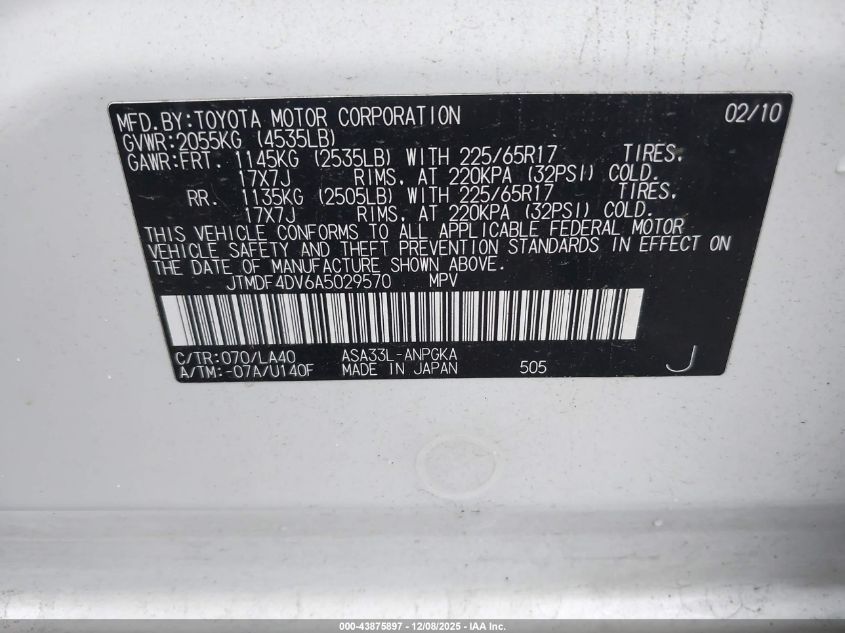 MFD.BY:TOYOTA MOTOR CORPORATION 02/10
GVWR:2055KG (4535LB)
GAWR:FRT. 1145KG (2535LB) WITH 225/65R17 TIRES.
17X7J RIMS. AT 220KPA (32PSI) COLD.
RR. 1135KG (2505LB) WITH 225/65R17 TIRES.
17X7J RIMS. AT 220KPA (32PSI) COLD.
THIS VEHICLE CONFORMS TO ALL APPLICABLE FEDERAL MOTOR
VEHICLE SAFETY AND THEFT PREVENTION STANDARDS IN EFFECT ON
THE DATE OF MANUFACTURE SHOWN ABOVE.
JTMDF4DV6A5029570 MPV
C/TR:070/LA40 ASA33L-ANPGKA
A/TM:-07A/U140F MADE IN JAPAN 505 J
000-43875897 - 12/08/2025 - IAA Inc.